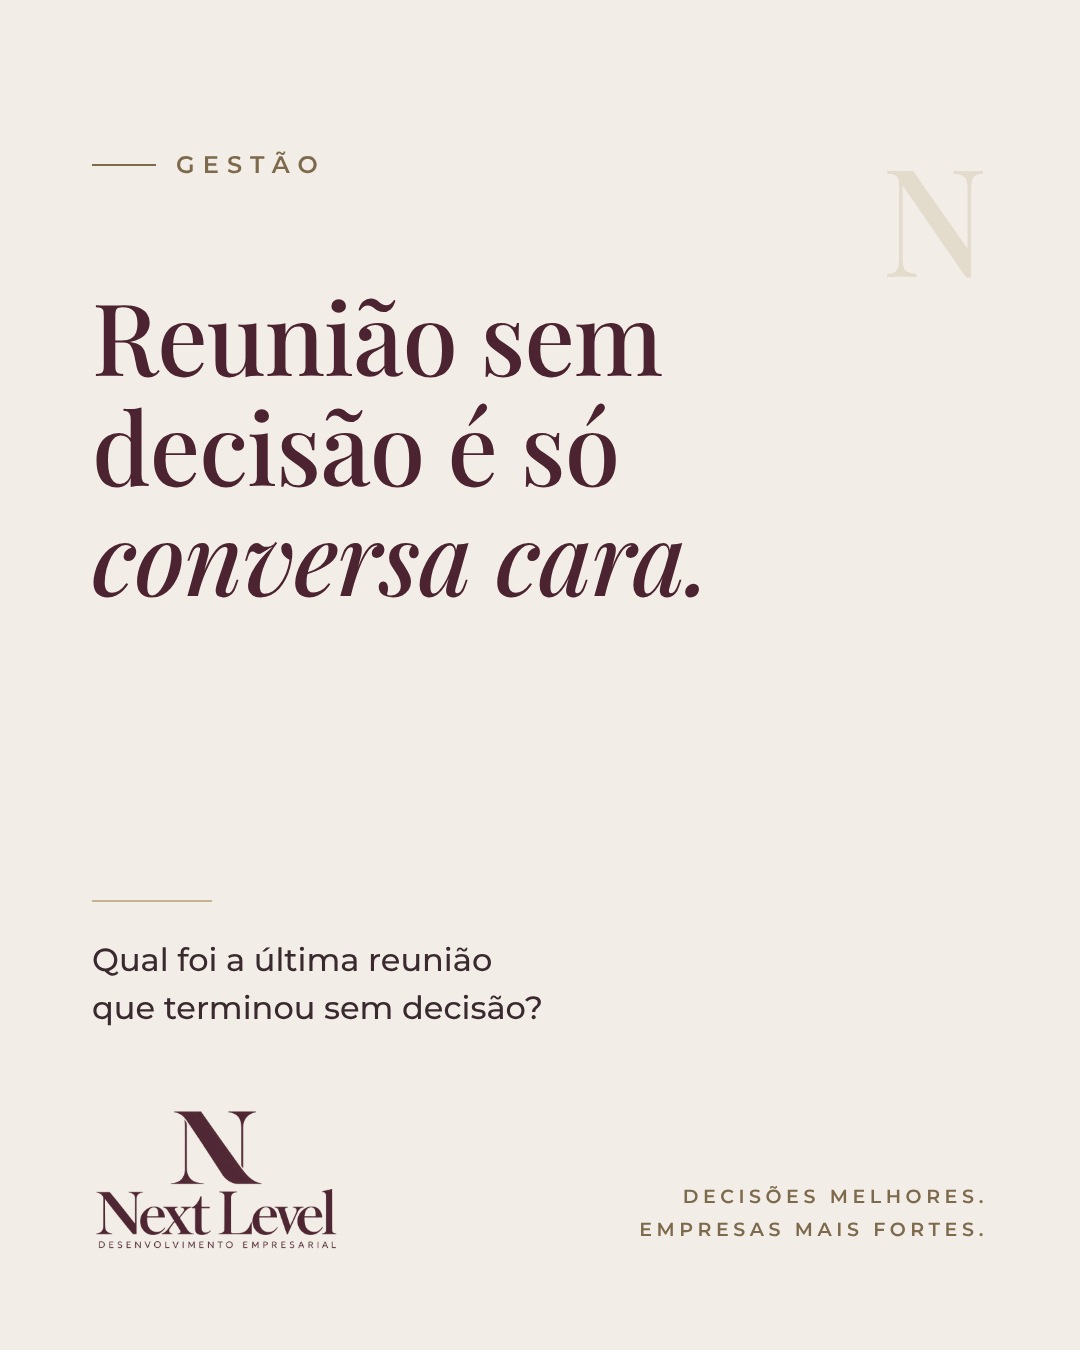 GESTÃO
N
Reunião sem
decisão é só
conversa cara.
Qual foi a última reunião
que terminou sem decisão?
N
Next Level
DESENVOLVIMENTO EMPRESARIAL
DECISÕES MELHORES.
EMPRESAS MAIS FORTES.